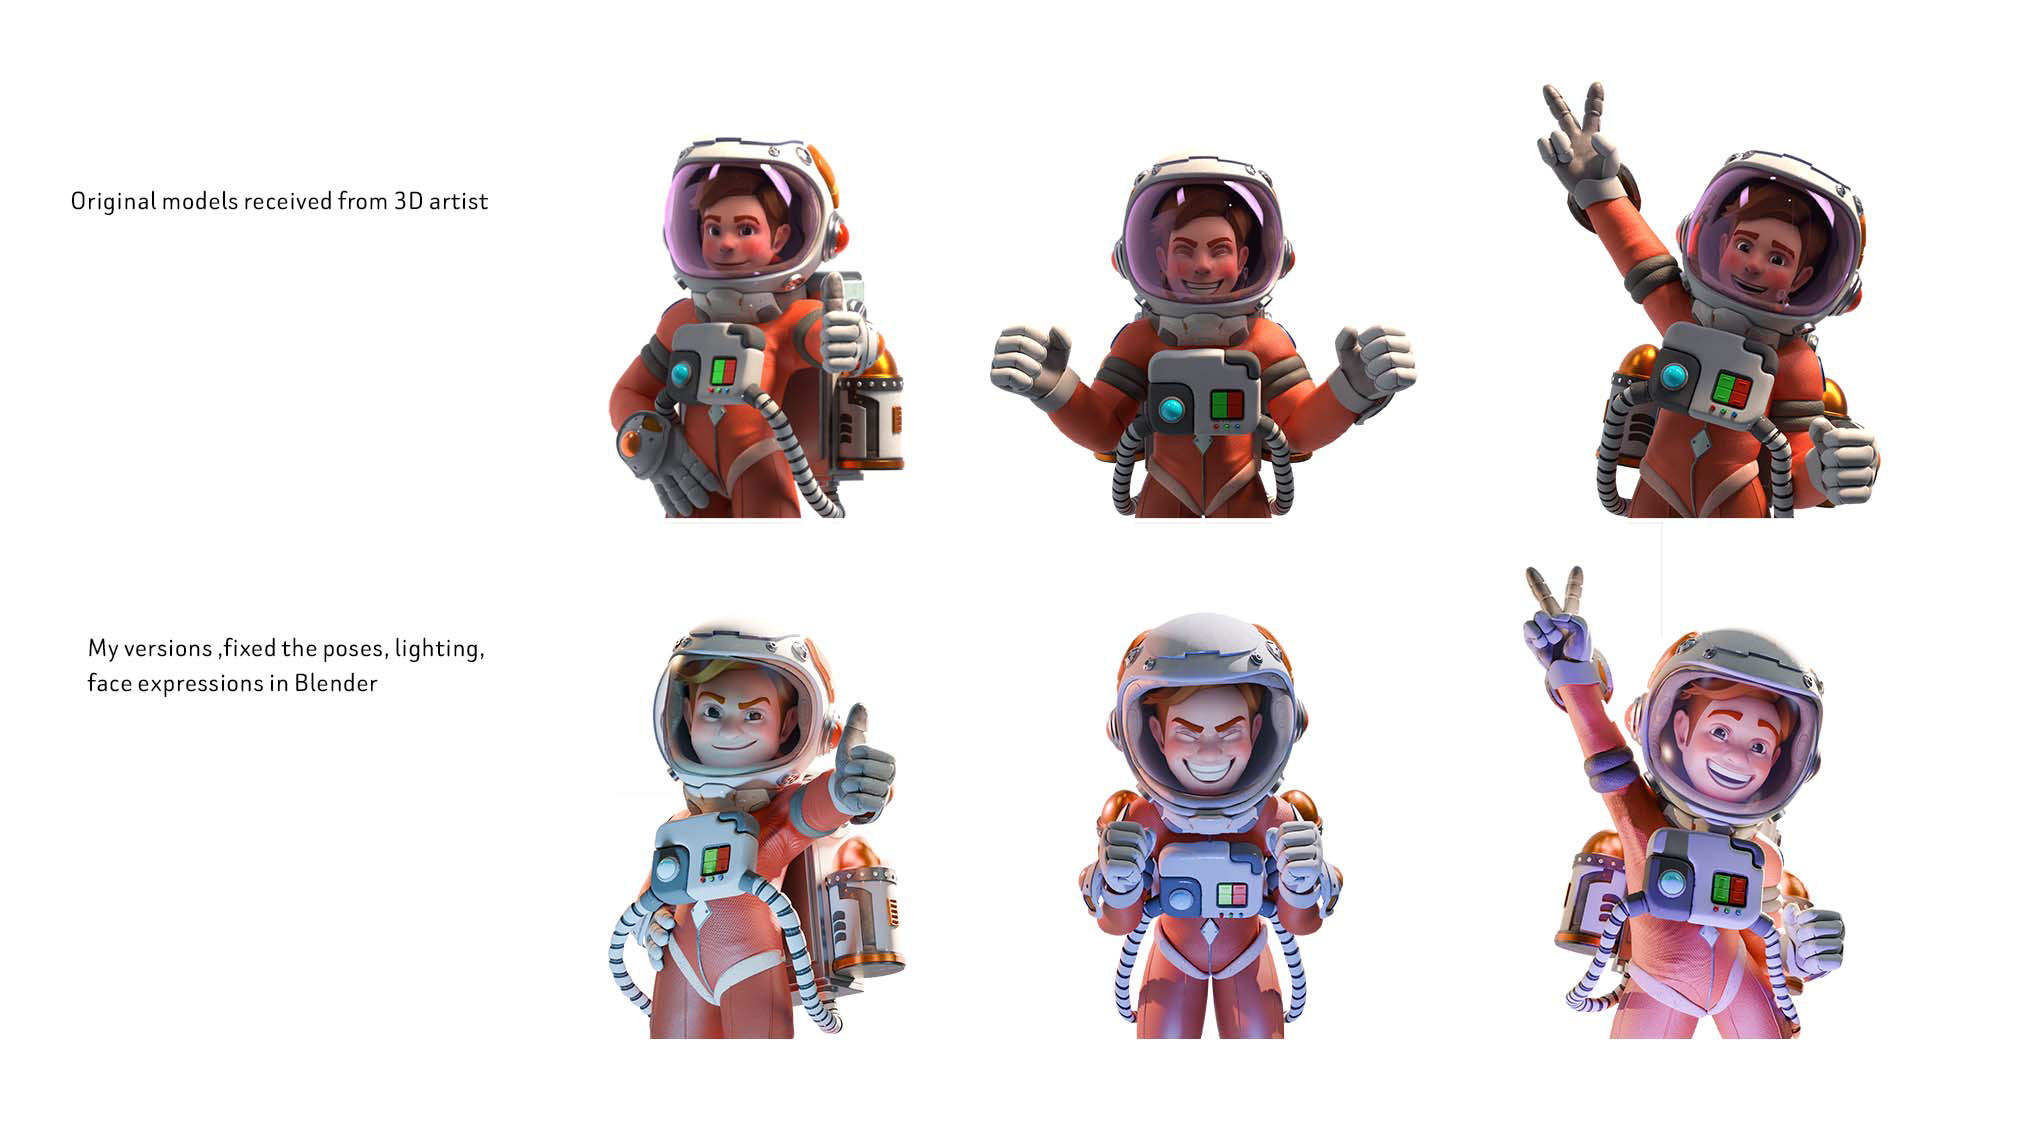 Original models received from 3D artist
My versions ,fixed the poses, lighting,
face expressions in Blender